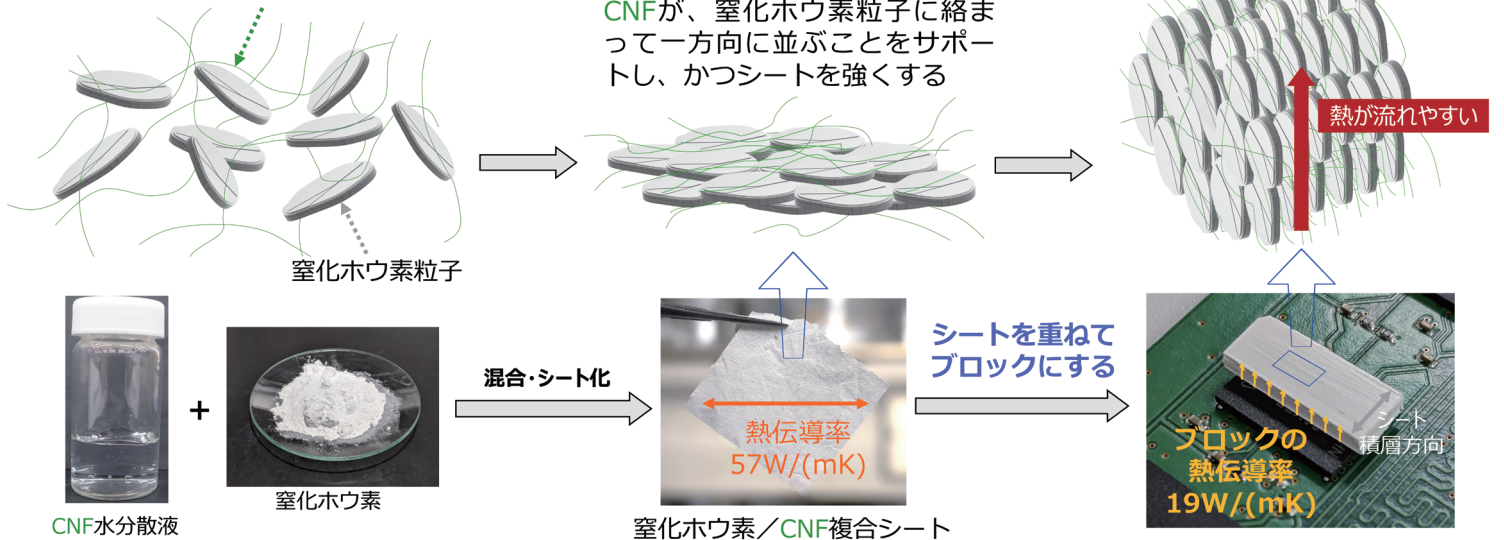 CNFが、窒化ホウ素粒子に絡ま
って一方向に並ぶことをサポー
トし、かつシートを強くする
熱が流れやすい
窒化ホウ素粒子
シートを重ねて
ブロックにする
混合・シート化
+
熱伝導率
57W/(mK)
シート
積層方向
ブロックの
熱伝導率
19W/(mK)
窒化ホウ素
CNF水分散液
窒化ホウ素／CNF複合シート